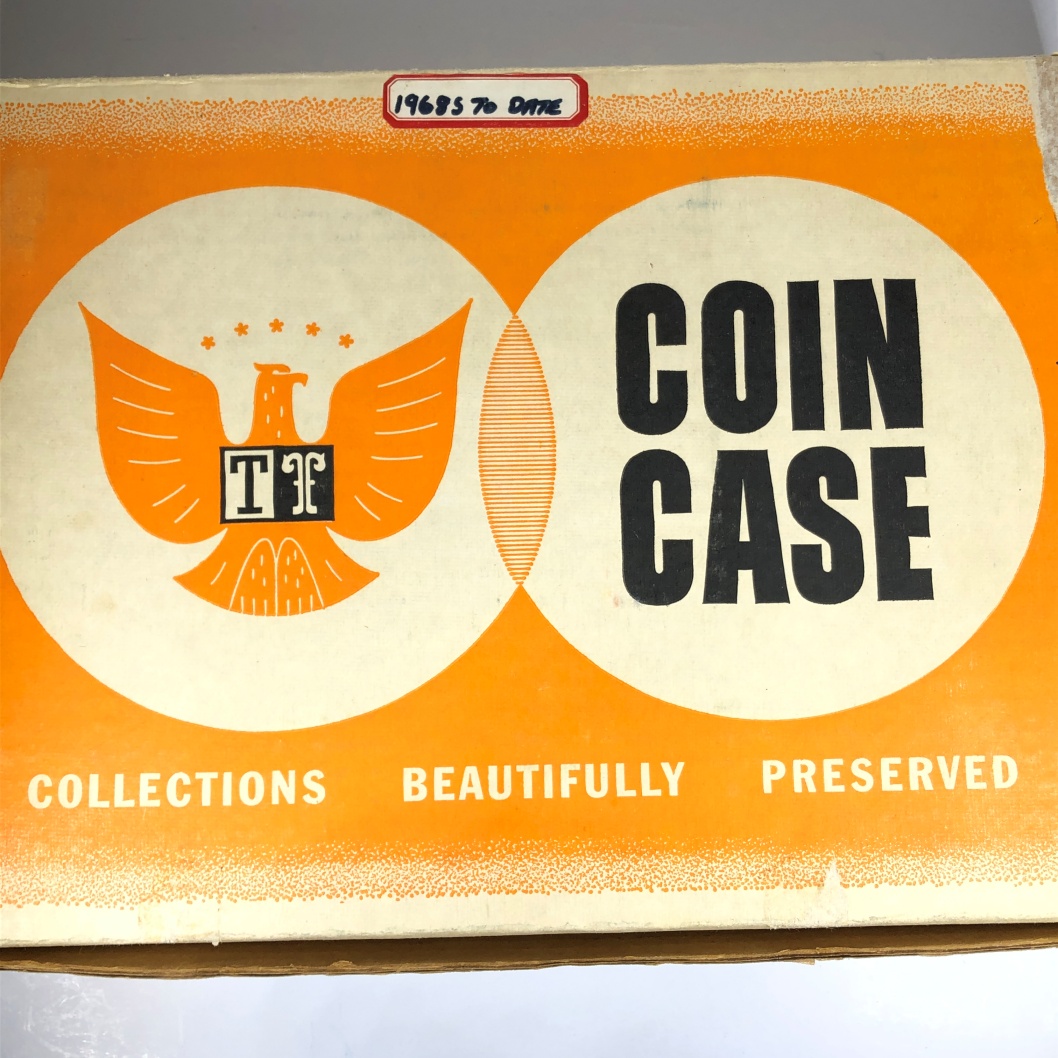 1968S TO DATE
COIN
CASE
TF
COLLECTIONS BEAUTIFULLY PRESERVED